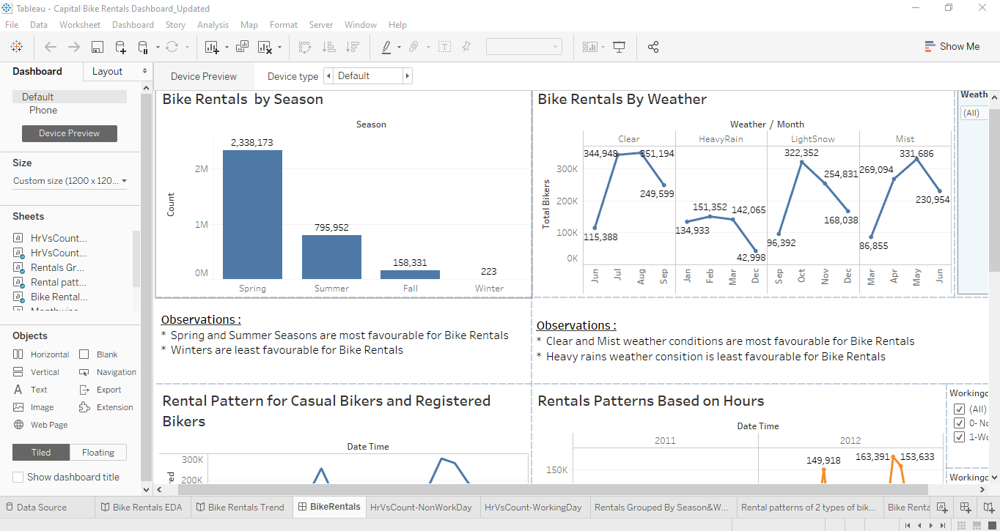 Tableau - Capital Bike Rentals Dashboard_Updated
File Data Worksheet Dashboard Story Analysis Map Format Server Window Help
Show Me
Dashboard Layout
Device Preview Device type Default
Default
Phone
Device Preview
Size
Custom size (1200 x 120...
Sheets
HrVsCount...
HrVsCount...
Rentals Gr...
Rental patt...
Bike Rental...
Objects
Horizontal Blank
Vertical Navigation
Text Export
Image Extension
Web Page
Tiled Floating
Show dashboard title
Bike Rentals by Season
Season
2,338,173
2M
795,952
Count
1M
158,331
223
0M
Spring Summer Fall Winter
Bike Rentals By Weather
Weather / Month
Clear HeavyRain LightSnow Mist
344,948 351,194 322,352 331,686
300K 269,094 254,831
249,599 230,954
Total Bikers
200K 151,352 142,065 168,038
100K 115,388 134,933 96,392 86,855
42,998
0K
Jun Jul Aug Sep Jan Feb Mar Dec Sep Oct Nov Dec Mar Apr May Jun
Weath
(All)
Observations :
* Spring and Summer Seasons are most favourable for Bike Rentals
* Winters are least favourable for Bike Rentals
Observations :
* Clear and Mist weather conditions are most favourable for Bike Rentals
* Heavy rains weather consition is least favourable for Bike Rentals
Rental Pattern for Casual Bikers and Registered
Bikers
Date Time
300K
200K
red
Rentals Patterns Based on Hours
Date Time
2011 2012
149,918 163,391 153,633
150K
Workingd
(All)
0- No
1-Wo
Workingd
Data Source Bike Rentals EDA Bike Rentals Trend BikeRentals HrVsCount-NonWorkDay HrVsCount-WorkingDay Rentals Grouped By Season&W... Rental patterns of 2 types of bik... Bike Renta